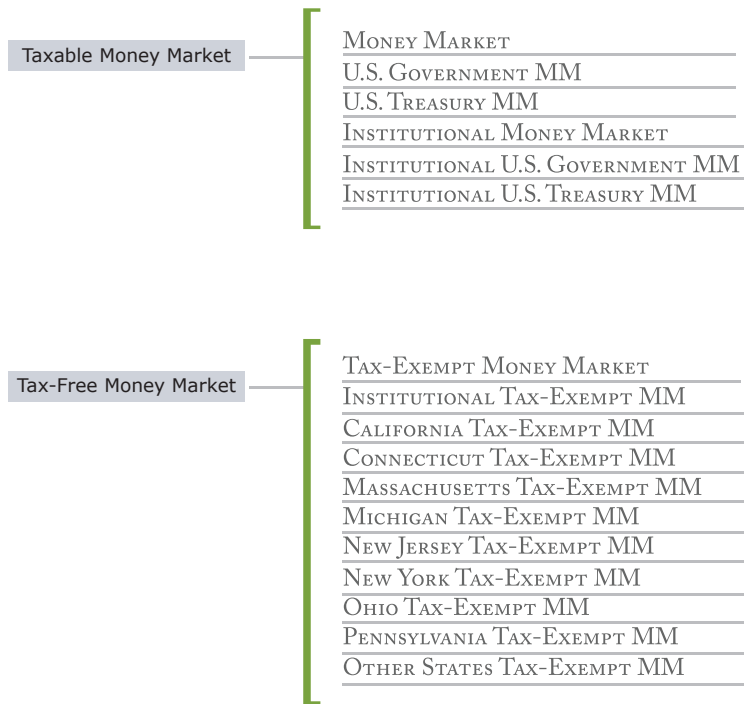 Taxable Money Market
Money Market
U.S. Government MM
U.S. Treasury MM
Institutional Money Market
Institutional U.S. Government MM
Institutional U.S. Treasury MM
Tax-Free Money Market
Tax-Exempt Money Market
Institutional Tax-Exempt MM
California Tax-Exempt MM
Connecticut Tax-Exempt MM
Massachusetts Tax-Exempt MM
Michigan Tax-Exempt MM
New Jersey Tax-Exempt MM
New York Tax-Exempt MM
Ohio Tax-Exempt MM
Pennsylvania Tax-Exempt MM
Other States Tax-Exempt MM